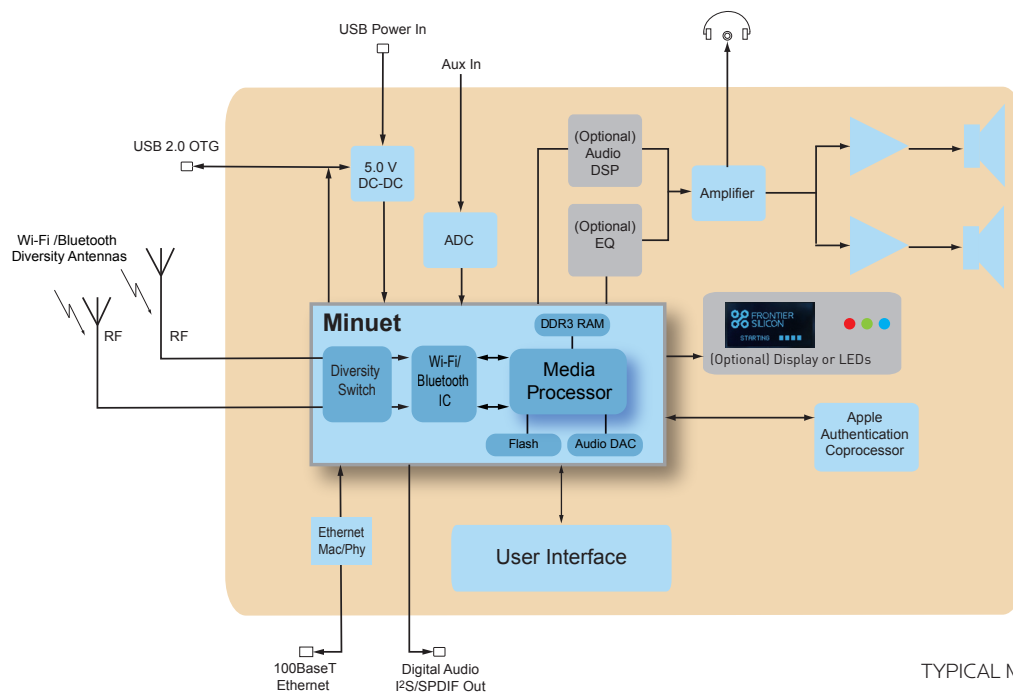 USB Power In
Aux In
USB 2.0 OTG
5.0 V
DC-DC
(Optional)
Audio
DSP
Amplifier
(Optional)
EQ
ADC
Wi-Fi /Bluetooth
Diversity Antennas
RF
RF
Minuet
DDR3 RAM
Diversity
Switch
Wi-Fi/
Bluetooth
IC
Media
Processor
Flash
Audio DAC
FRONTIER
SILICON
STARTING
(Optional) Display or LEDs
Apple
Authentication
Coprocessor
Ethernet
Mac/Phy
User Interface
100BaseT
Ethernet
Digital Audio
I²S/SPDIF Out
TYPICAL M